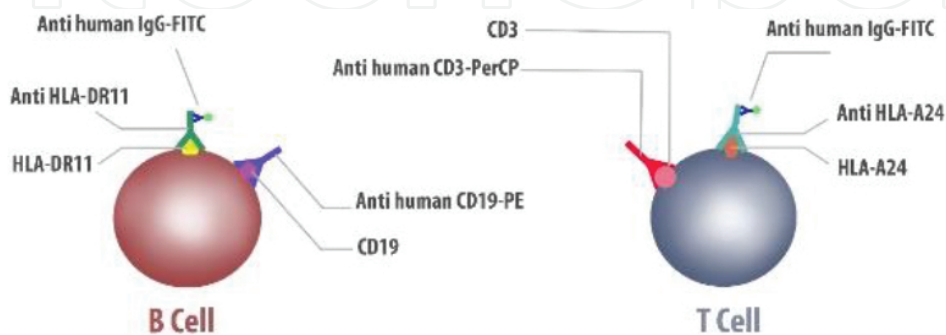 Anti human IgG-FITC
Anti HLA-DR11
HLA-DR11
Anti human CD19-PE
CD19
B Cell
CD3
Anti human CD3-PerCP
Anti human IgG-FITC
Anti HLA-A24
HLA-A24
T Cell